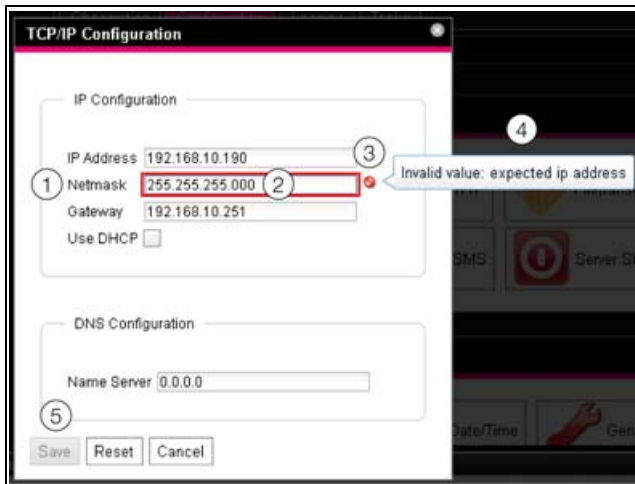 TCP/IP Configuration
IP Configuration
IP Address 192.168.10.190
3
4
1 Netmask 255.255.255.000 2
Invalid value: expected ip address
Gateway 192.168.10.251
Use DHCP
SMS
Server
DNS Configuration
Name Server 0.0.0.0
5
Date/Time
Save Reset Cancel